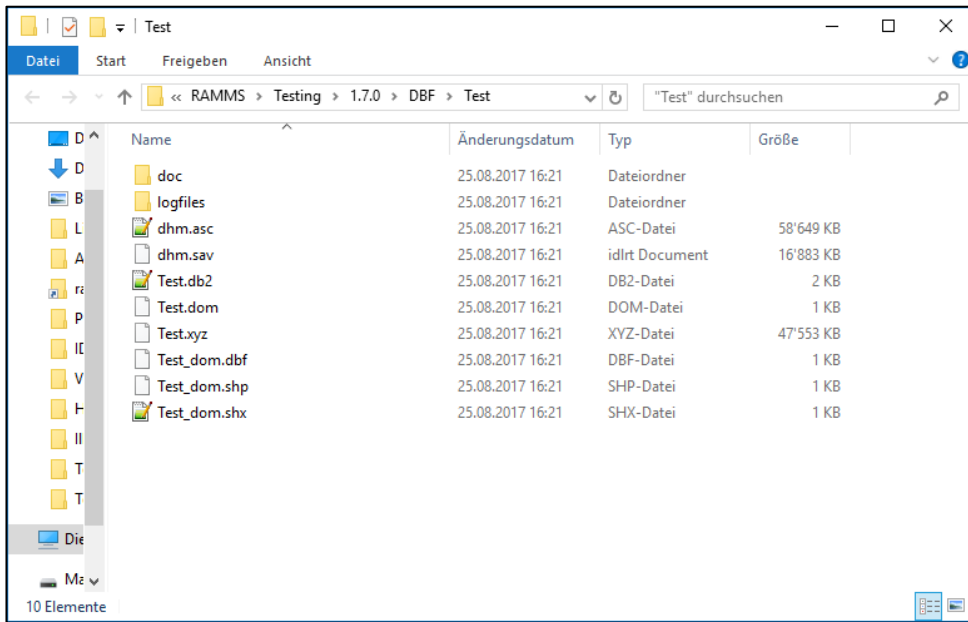 Test
Datei Start Freigeben Ansicht ?
« RAMMS > Testing > 1.7.0 > DBF > Test "Test" durchsuchen
Name Änderungsdatum Typ Größe
doc 25.08.2017 16:21 Dateiordner
logfiles 25.08.2017 16:21 Dateiordner
dhm.asc 25.08.2017 16:21 ASC-Datei 58'649 KB
dhm.sav 25.08.2017 16:21 idlrt Document 16'883 KB
Test.db2 25.08.2017 16:21 DB2-Datei 2 KB
Test.dom 25.08.2017 16:21 DOM-Datei 1 KB
Test.xyz 25.08.2017 16:21 XYZ-Datei 47'553 KB
Test_dom.dbf 25.08.2017 16:21 DBF-Datei 1 KB
Test_dom.shp 25.08.2017 16:21 SHP-Datei 1 KB
Test_dom.shx 25.08.2017 16:21 SHX-Datei 1 KB
D
D
B
L
A
P
V
H
T
T
Die
Ma
10 Elemente